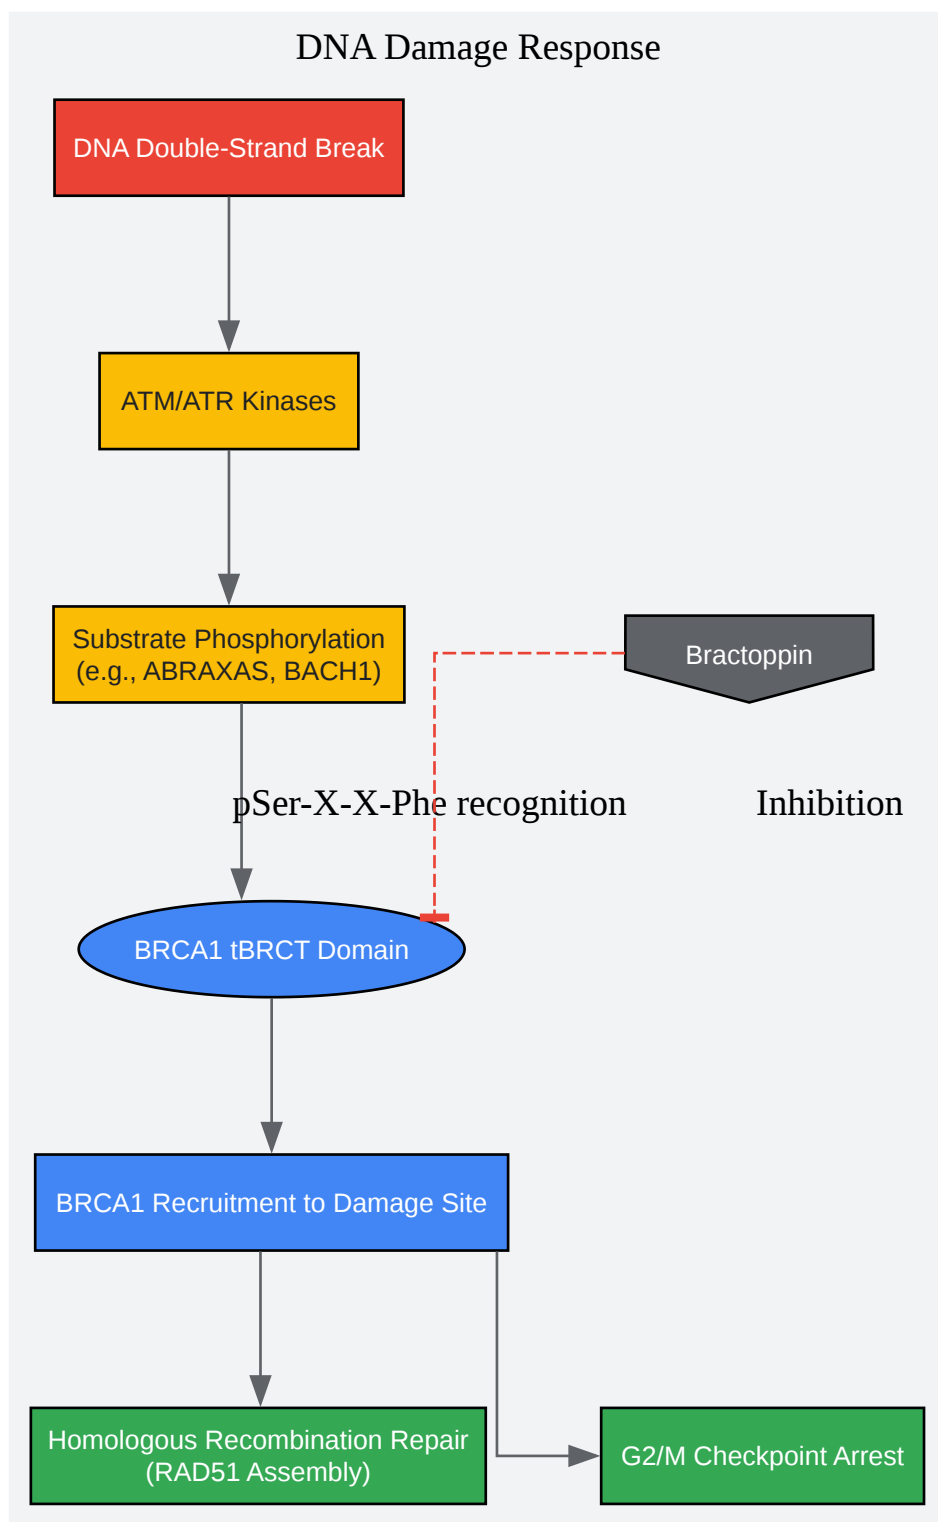 DNA Damage Response
DNA Double-Strand Break
ATM/ATR Kinases
Substrate Phosphorylation
(e.g., ABRAXAS, BACH1)
Bractoppin
pSer-X-X-Phe recognition
Inhibition
BRCA1 tBRCT Domain
BRCA1 Recruitment to Damage Site
Homologous Recombination Repair
(RAD51 Assembly)
G2/M Checkpoint Arrest